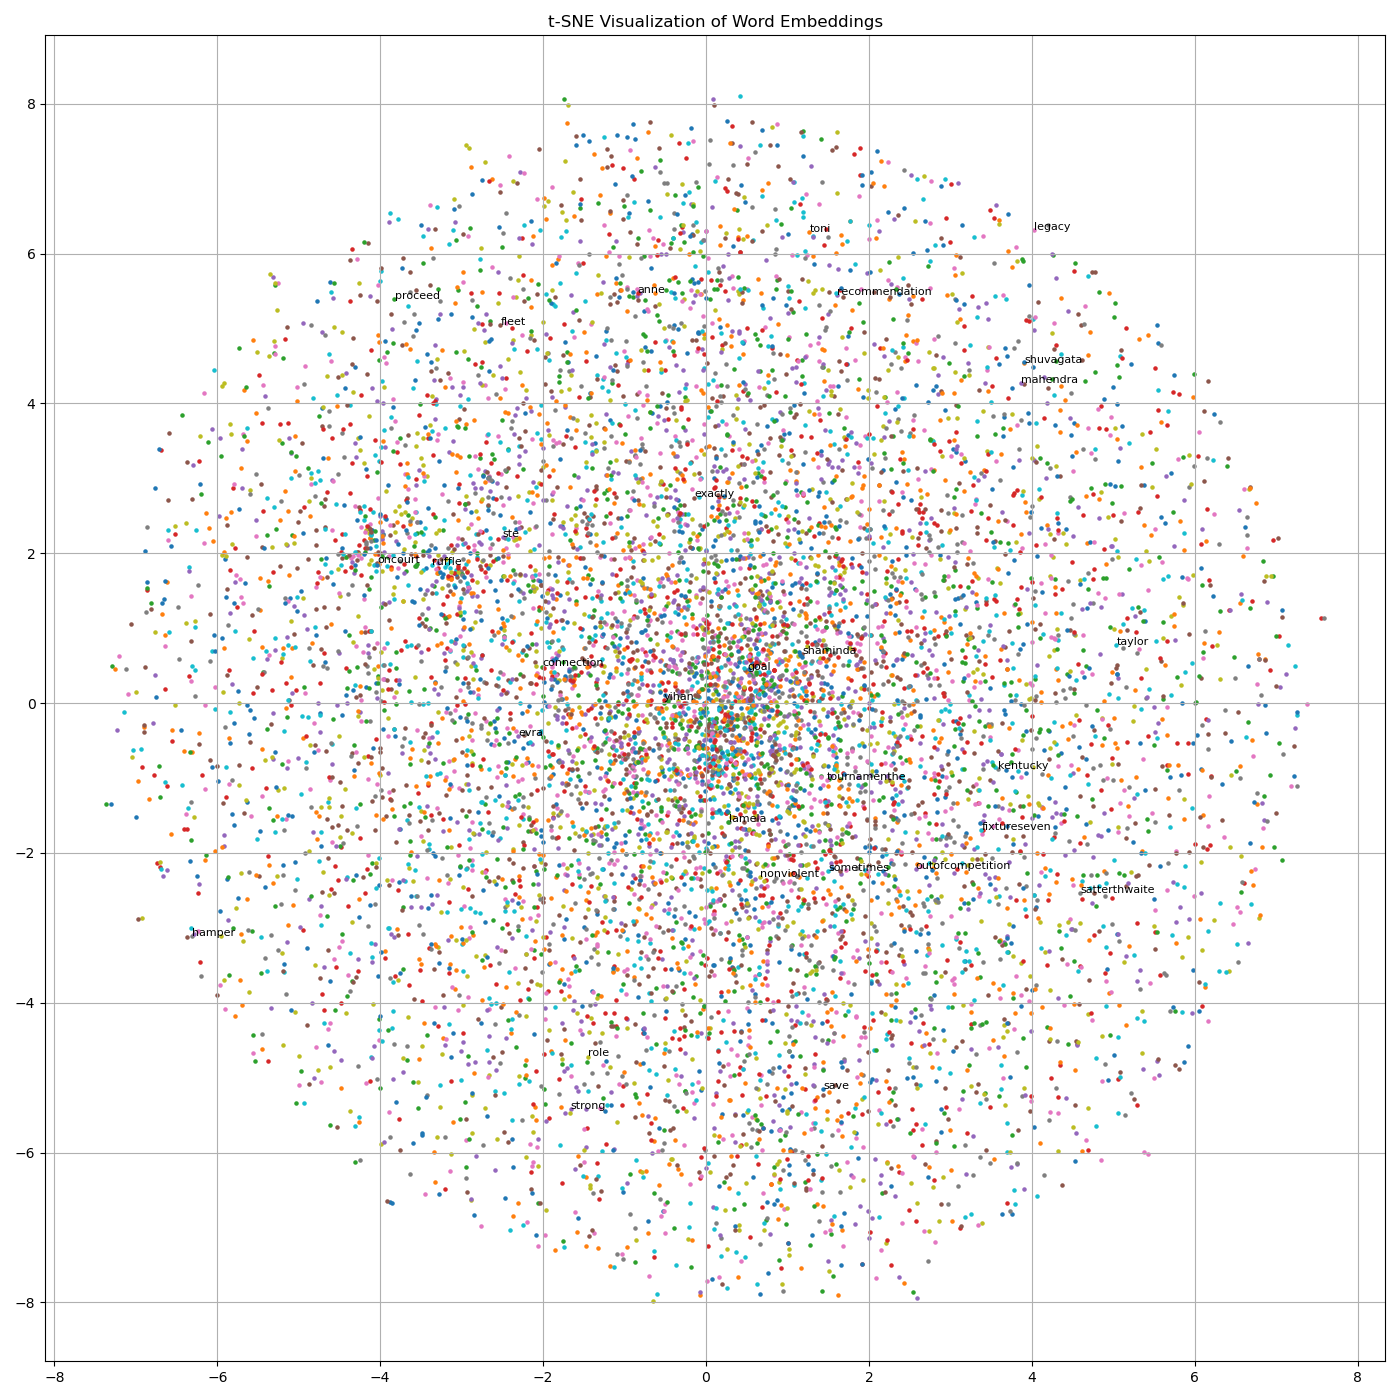 t-SNE Visualization of Word Embeddings
8
toni
legacy
6
anne
recommendation
proceed
fleet
shuvagata
mahendra
4
exactly
ste
2
oncourt
ruffle
taylor
shaminda
connection
goal
yihan
0
evra
kentucky
tournamenthe
lamela
fixtureseven
−2
outofcompetition
sometimes
nonviolent
satterthwaite
hamper
−4
role
save
strong
−6
−8
−8 −6 −4 −2 0 2 4 6 8